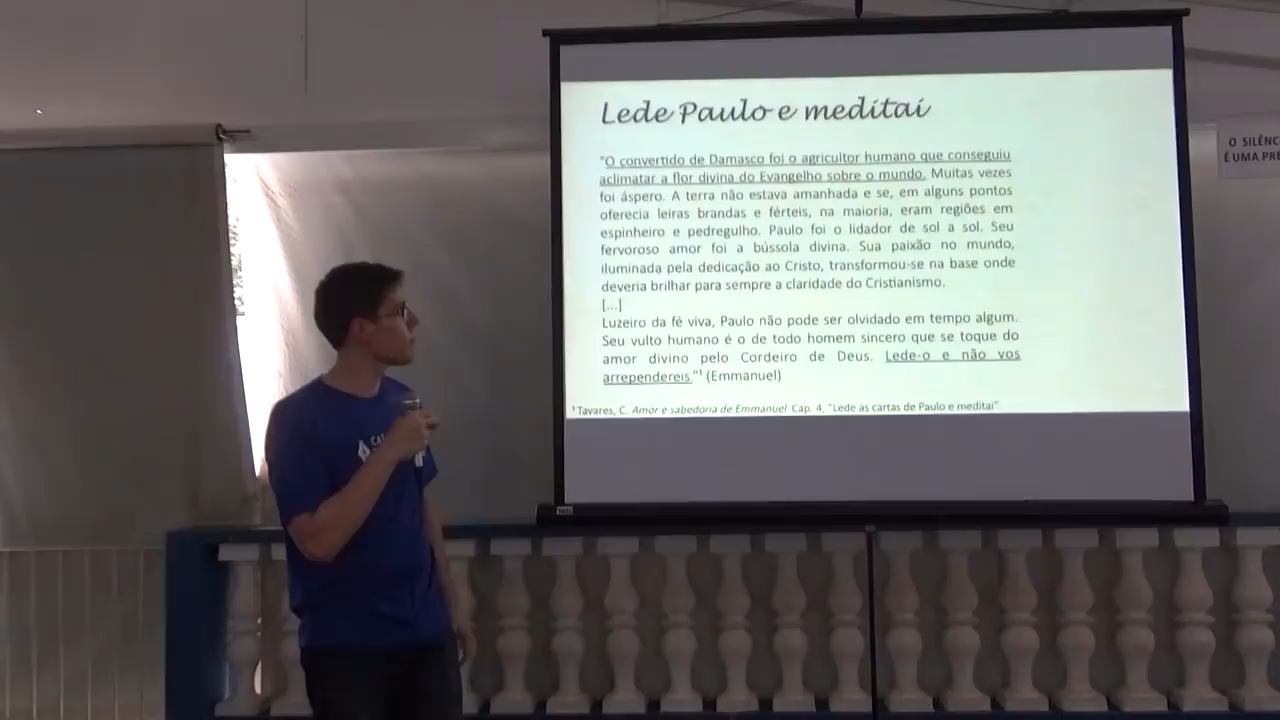 Lede Paulo e meditai
"O convertido de Damasco foi o agricultor humano que conseguiu
aclimatar a flor divina do Evangelho sobre o mundo. Muitas vezes
foi áspero. A terra não estava amanhada e se, em alguns pontos
oferecia leiras brandas e férteis, na maioria, eram regiões em
espinheiro e pedregulho. Paulo foi o lidador de sol a sol. Seu
fervoroso amor foi a bússola divina. Sua paixão no mundo,
iluminada pela dedicação ao Cristo, transformou-se na base onde
deveria brilhar para sempre a claridade do Cristianismo.
[...]
Luzeiro da fé viva, Paulo não pode ser olvidado em tempo algum.
Seu vulto humano é o de todo homem sincero que se toque do
amor divino pelo Cordeiro de Deus. Lede-o e não vos
arrependereis."¹ (Emmanuel)
¹Tavares, C. Amor e sabedoria de Emmanuel. Cap. 4, "Lede as cartas de Paulo e meditai"
O SILÊNC
É UMA PRE